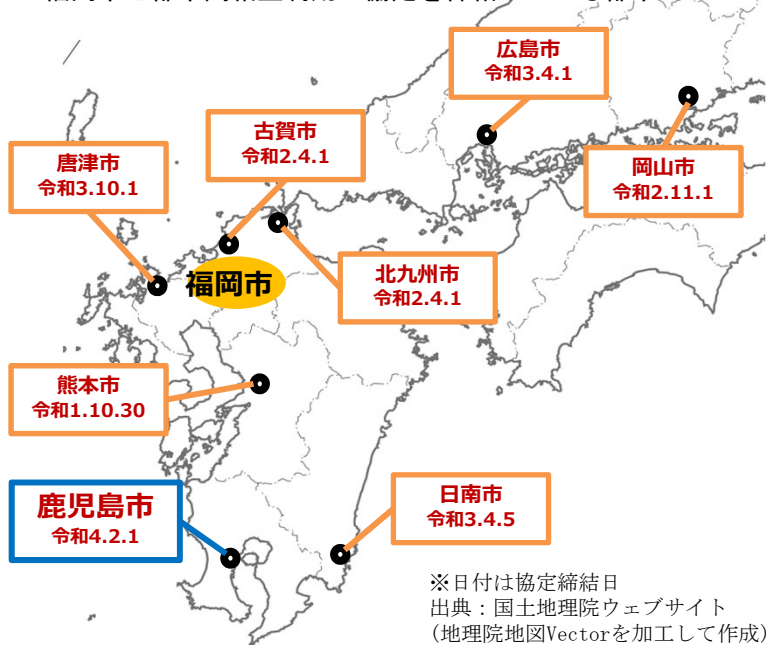 広島市
令和3.4.1
古賀市
令和2.4.1
唐津市
令和3.10.1
岡山市
令和2.11.1
福岡市
北九州市
令和2.4.1
熊本市
令和1.10.30
鹿児島市
令和4.2.1
日南市
令和3.4.5
※日付は協定締結日
出典：国土地理院ウェブサイト
(地理院地図Vectorを加工して作成)